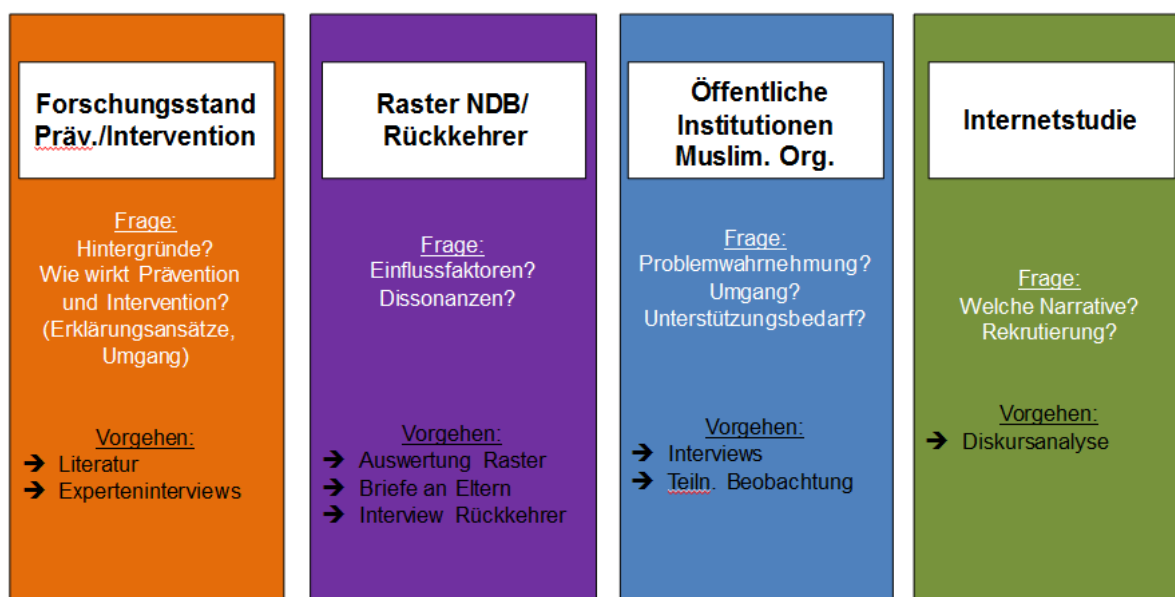 Forschungsstand
Präv./Intervention
Frage:
Hintergründe?
Wie wirkt Prävention
und Intervention?
(Erklärungsansätze,
Umgang)
Vorgehen:
➔ Literatur
➔ Experteninterviews
Raster NDB/
Rückkehrer
Frage:
Einflussfaktoren?
Dissonanzen?
Vorgehen:
➔ Auswertung Raster
➔ Briefe an Eltern
➔ Interview Rückkehrer
Öffentliche
Institutionen
Muslim. Org.
Frage:
Problemwahrnehmung?
Umgang?
Unterstützungsbedarf?
Vorgehen:
➔ Interviews
➔ Teiln. Beobachtung
Internetstudie
Frage:
Welche Narrative?
Rekrutierung?
Vorgehen:
➔ Diskursanalyse